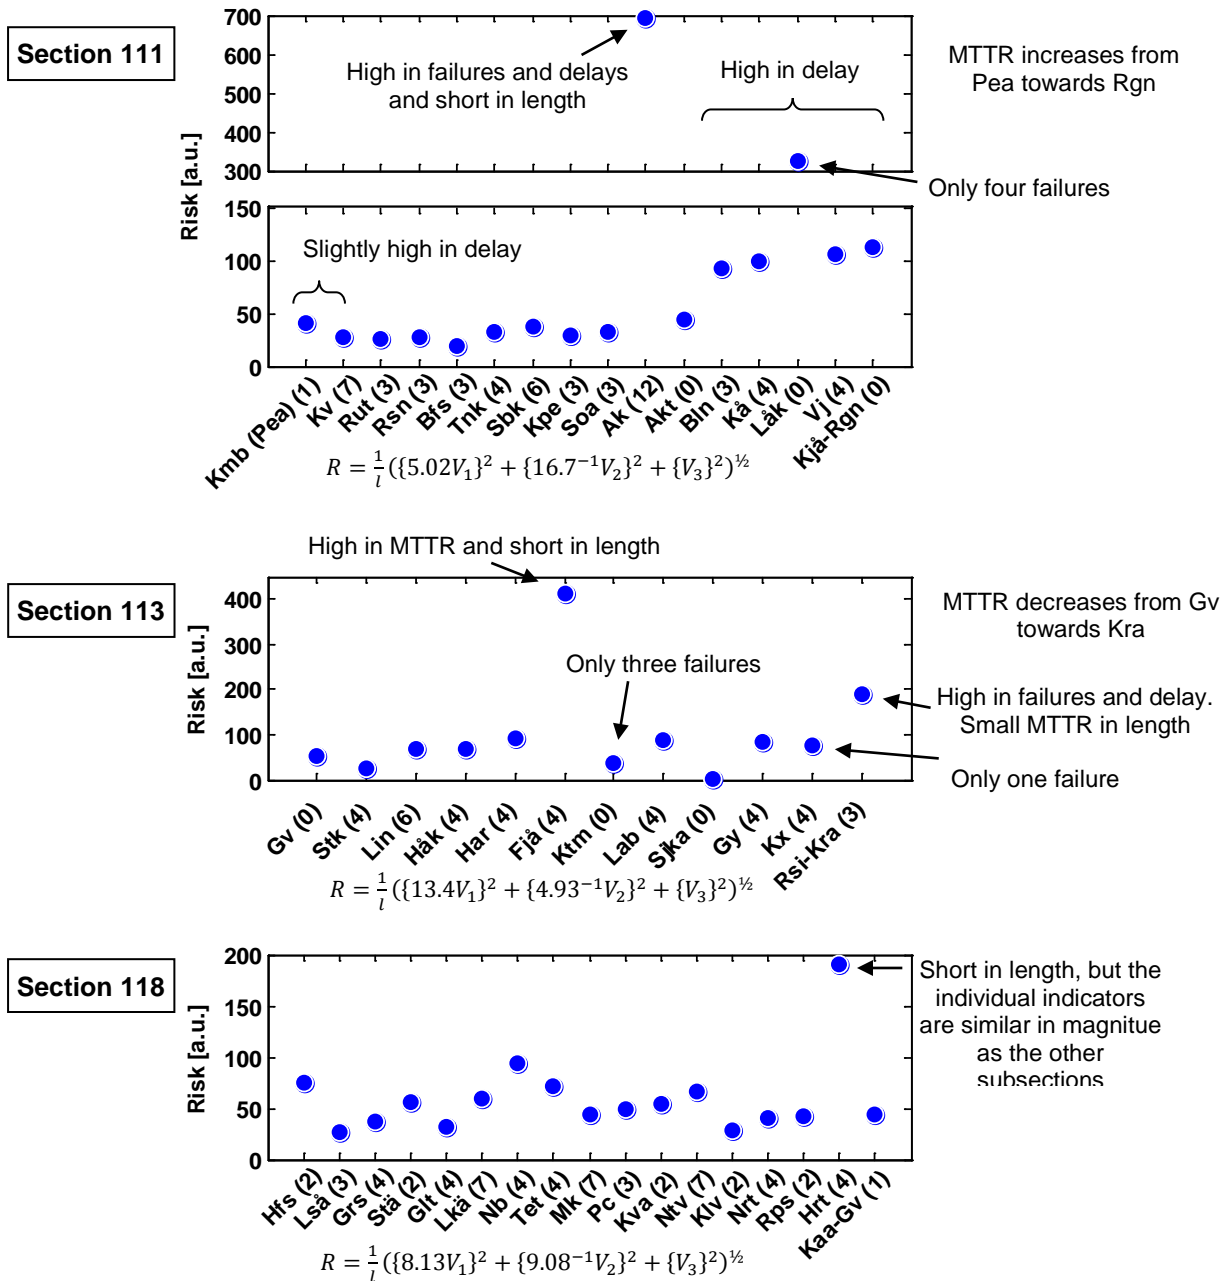 Section 111
700
600
500
400
300
150
100
50
0
Risk [a.u.]
High in failures and delays
and short in length
High in delay
MTTR increases from
Pea towards Rgn
Only four failures
Slightly high in delay
Kmb (Pea) (1)
Kv (7)
Rut (3)
Rsn (3)
Bfs (3)
Tnk (4)
Sbk (6)
Kpe (3)
Soa (3)
Ak (12)
Akt (0)
Bln (3)
Kå (4)
Låk (0)
Vj (4)
Kjå-Rgn (0)
R = 1/l ({5.02V₁}² + {16.7⁻¹V₂}² + {V₃}²)^½
High in MTTR and short in length
Section 113
400
300
200
100
0
Risk [a.u.]
Only three failures
MTTR decreases from Gv
towards Kra
High in failures and delay.
Small MTTR in length
Only one failure
Gv (0)
Stk (4)
Lin (6)
Håk (4)
Har (4)
Fjå (4)
Ktm (0)
Lab (4)
Sjka (0)
Gy (4)
Kx (4)
Rsi-Kra (3)
R = 1/l ({13.4V₁}² + {4.93⁻¹V₂}² + {V₃}²)^½
Section 118
200
150
100
50
0
Risk [a.u.]
Short in length, but the
individual indicators
are similar in magnitue
as the other
subsections
Hfs (2)
Lså (3)
Grs (4)
Stä (2)
Glt (4)
Lkä (7)
Nb (4)
Tet (4)
Mk (7)
Pc (3)
Kva (2)
Ntv (7)
Klv (2)
Nrt (4)
Rps (2)
Hrt (4)
Kaa-Gv (1)
R = 1/l ({8.13V₁}² + {9.08⁻¹V₂}² + {V₃}²)^½